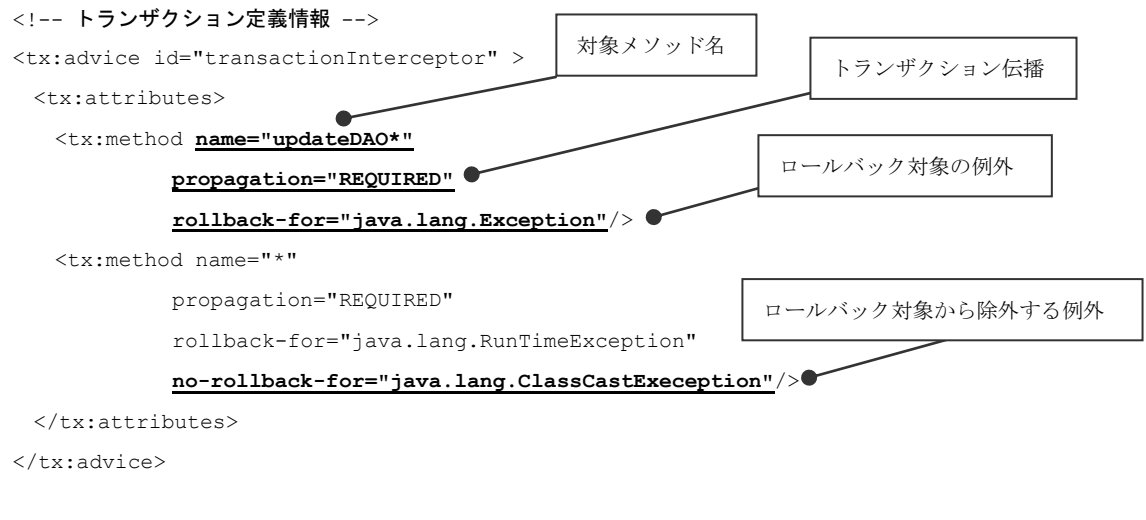 <!-- トランザクション定義情報 -->
対象メソッド名
<tx:advice id="transactionInterceptor" >
トランザクション伝播
<tx:attributes>
<tx:method name="updateDAO*"
ロールバック対象の例外
propagation="REQUIRED"
rollback-for="java.lang.Exception"/>
<tx:method name="*"
propagation="REQUIRED"
ロールバック対象から除外する例外
rollback-for="java.lang.RunTimeException"
no-rollback-for="java.lang.ClassCastExeception"/>
</tx:attributes>
</tx:advice>